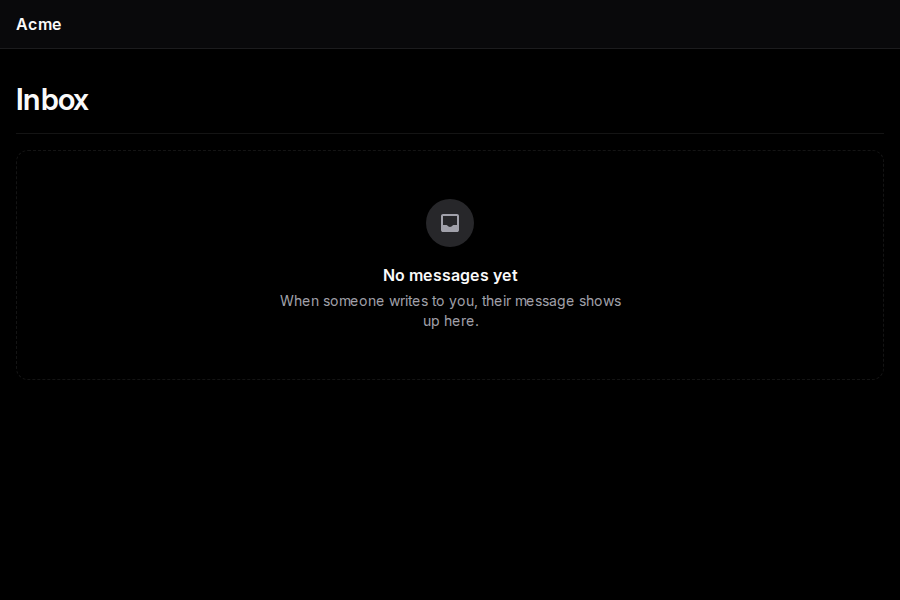 Acme
Inbox
No messages yet
When someone writes to you, their message shows
up here.